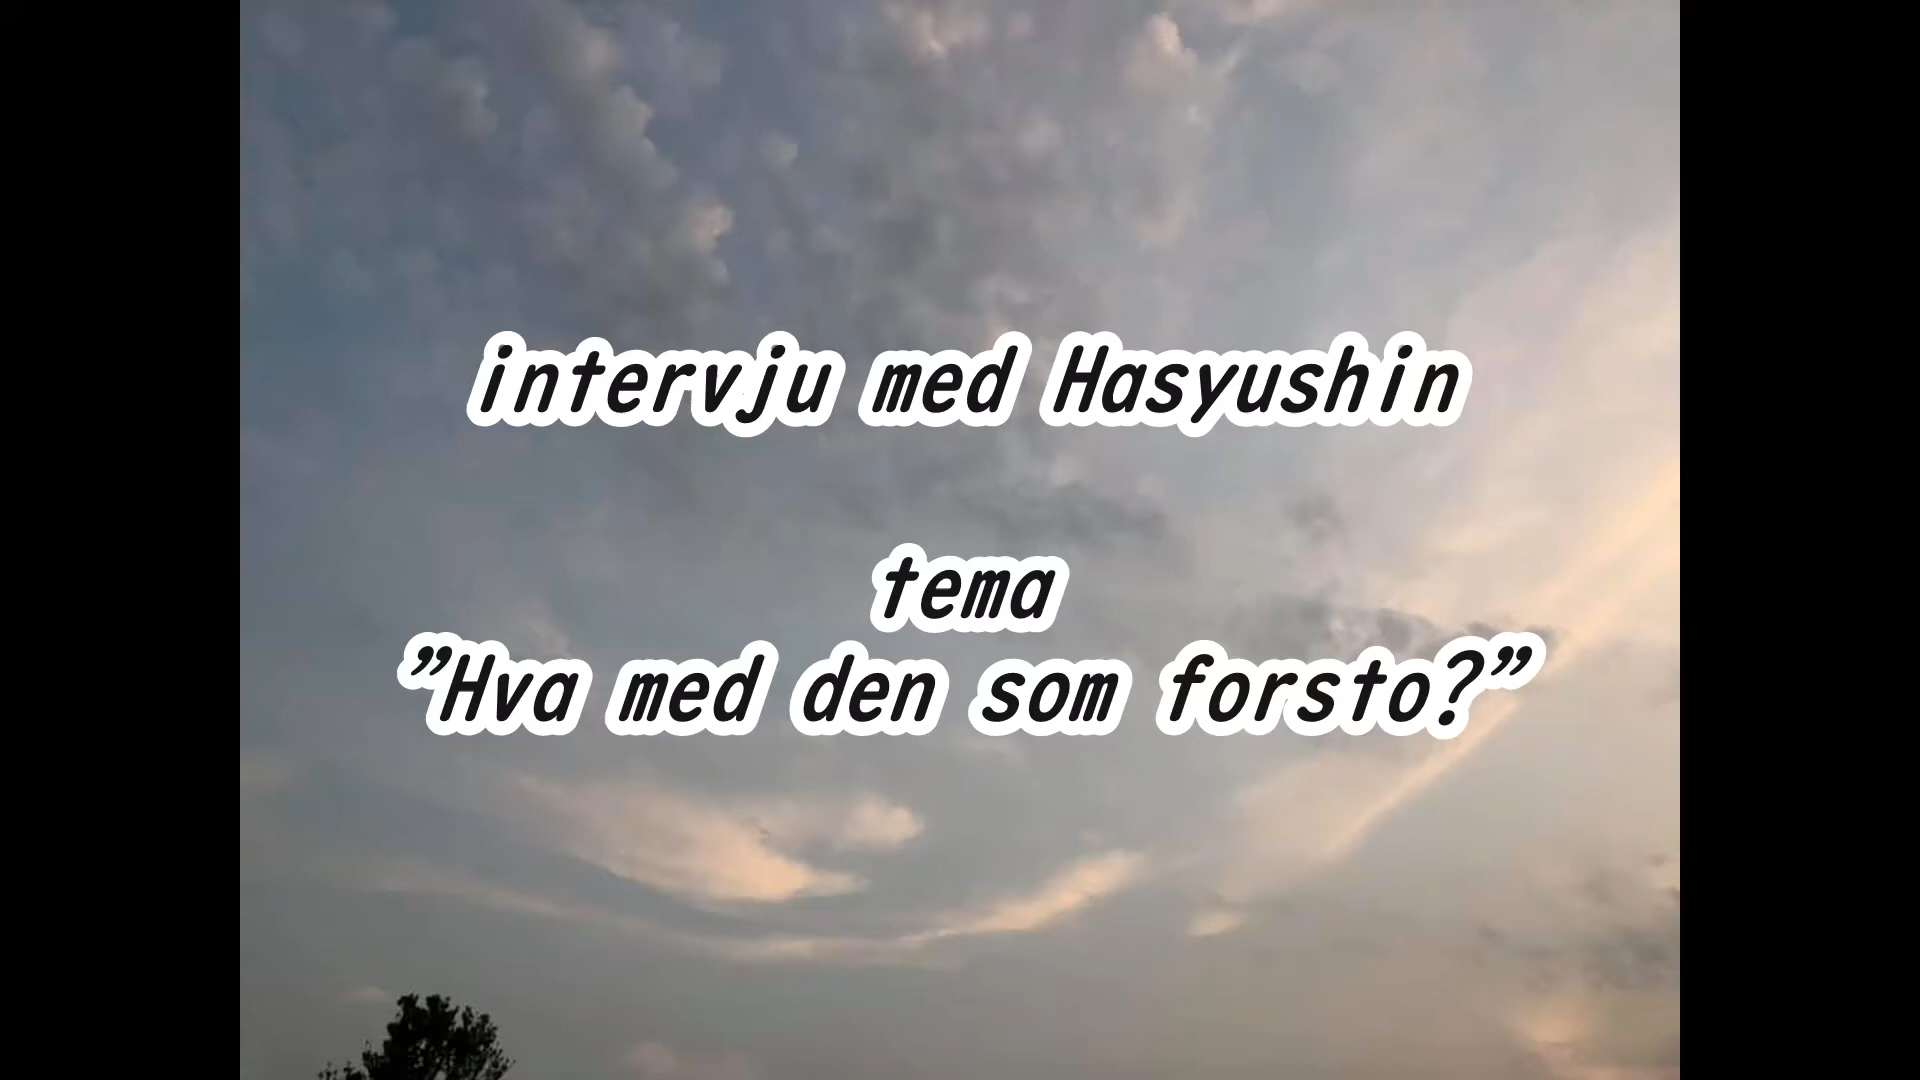 intervju med Hasyushin
tema
”Hva med den som forsto?”